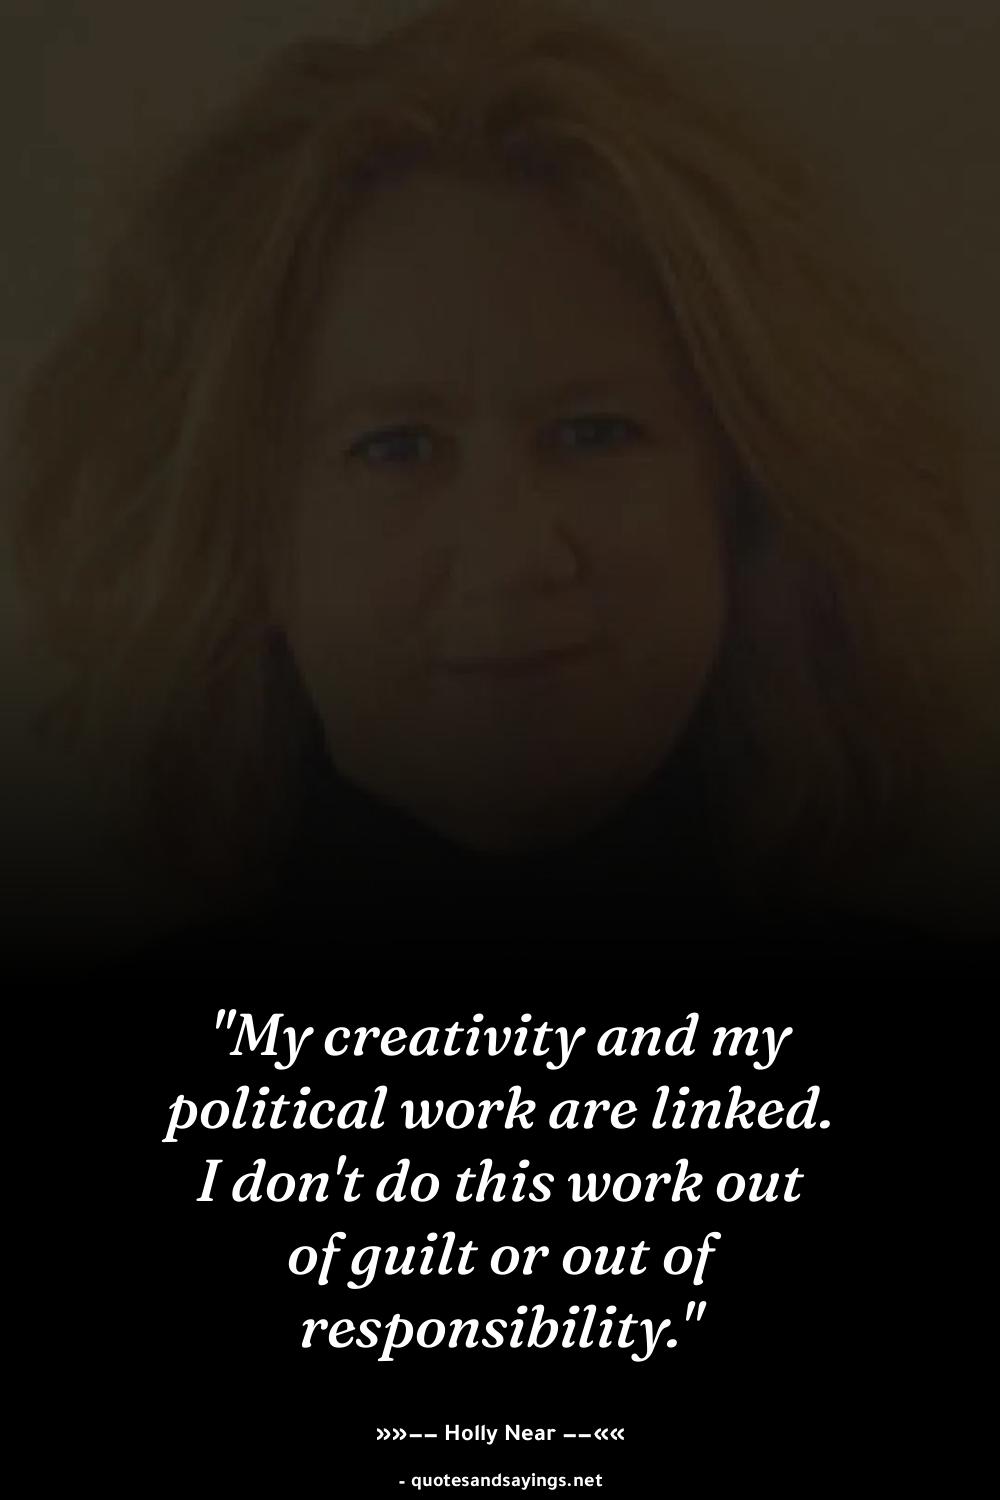 "My creativity and my
political work are linked.
I don't do this work out
of guilt or out of
responsibility."
»»−− Holly Near −−««
- quotesandsayings.net